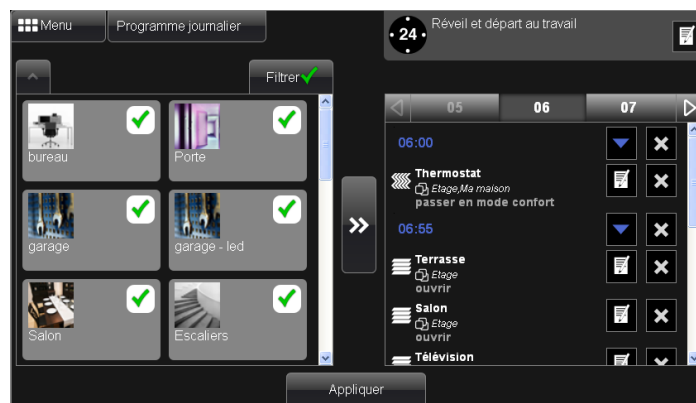 Menu
Programme journalier
24
Réveil et départ au travail
Filtrer
bureau
Porte
garage
garage - led
Salon
Escaliers
05
06
07
06:00
Thermostat
Etage,Ma maison
passer en mode confort
06:55
Terrasse
Etage
ouvrir
Salon
Etage
ouvrir
Télévision
Appliquer